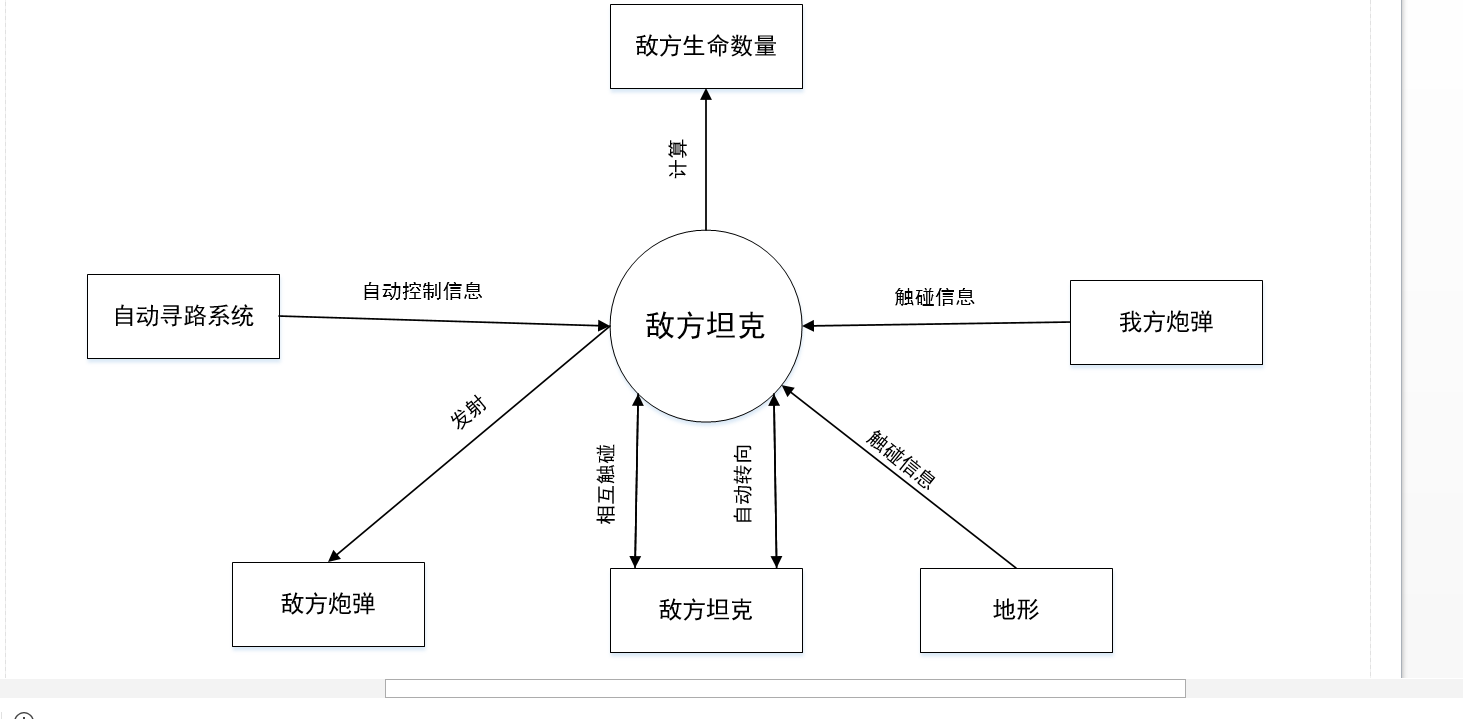 敌方生命数量
计算
自动寻路系统
自动控制信息
敌方坦克
触碰信息
我方炮弹
发射
相互触碰
自动转向
触碰信息
敌方炮弹
敌方坦克
地形